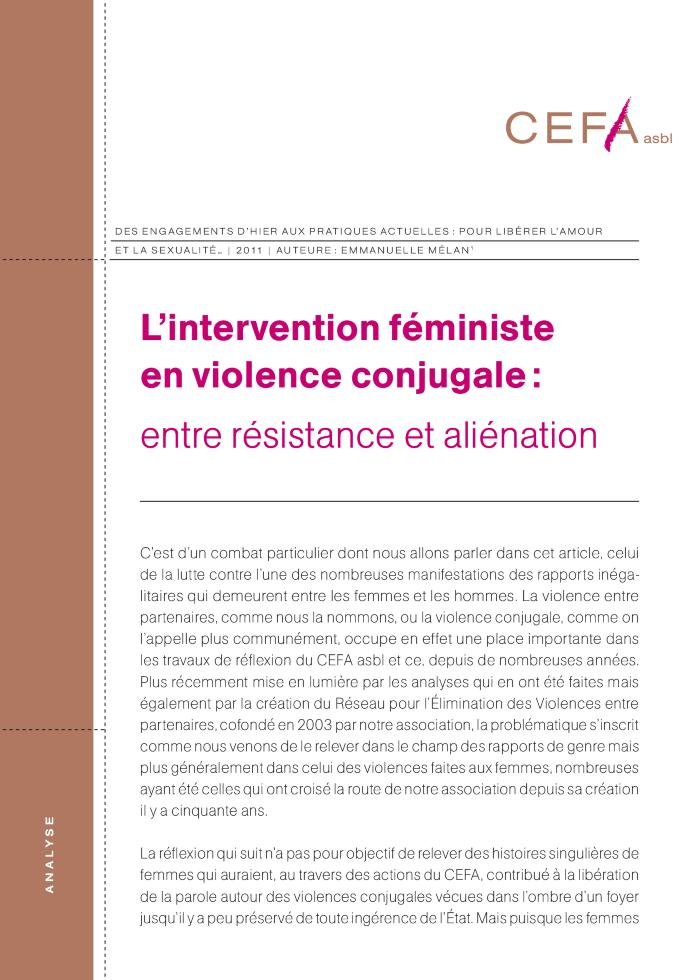 CEFA asbl
DES ENGAGEMENTS D'HIER AUX PRATIQUES ACTUELLES : POUR LIBÉRER L'AMOUR
ET LA SEXUALITÉ… | 2011 | AUTEURE : EMMANUELLE MÉLAN¹
L'intervention féministe
en violence conjugale :
entre résistance et aliénation
C'est d'un combat particulier dont nous allons parler dans cet article, celui
de la lutte contre l'une des nombreuses manifestations des rapports inéga-
litaires qui demeurent entre les femmes et les hommes. La violence entre
partenaires, comme nous la nommons, ou la violence conjugale, comme on
l'appelle plus communément, occupe en effet une place importante dans
les travaux de réflexion du CEFA asbl et ce, depuis de nombreuses années.
Plus récemment mise en lumière par les analyses qui en ont été faites mais
également par la création du Réseau pour l'Élimination des Violences entre
partenaires, cofondé en 2003 par notre association, la problématique s'inscrit
comme nous venons de le relever dans le champ des rapports de genre mais
plus généralement dans celui des violences faites aux femmes, nombreuses
ayant été celles qui ont croisé la route de notre association depuis sa création
il y a cinquante ans.
La réflexion qui suit n'a pas pour objectif de relever des histoires singulières de
femmes qui auraient, au travers des actions du CEFA, contribué à la libération
de la parole autour des violences conjugales vécues dans l'ombre d'un foyer
jusqu'il y a peu préservé de toute ingérence de l'État. Mais puisque les femmes
ANALYSE